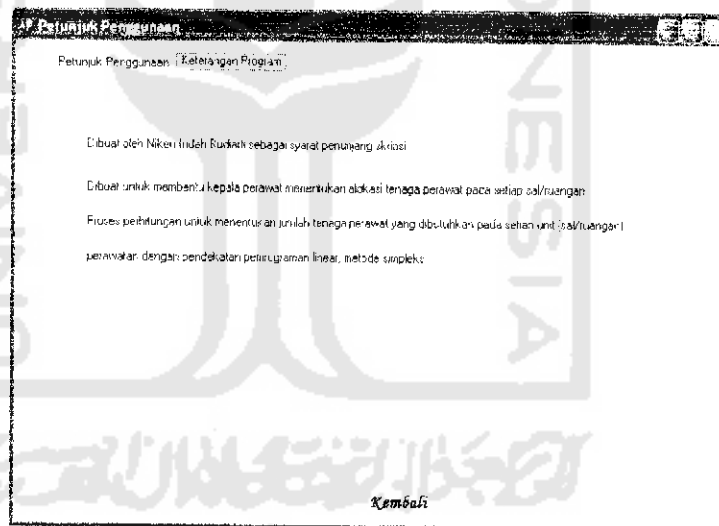 Petunjuk Penggunaan
Petunjuk Penggunaan Keterangan Program
Dibuat oleh Niken Indah sebagai syarat penunjang skripsi
Dibuat untuk membantu kepala perawat menentukan alokasi tenaga perawat pada setiap sal/ruangan
Proses perhitungan untuk menentukan jumlah tenaga perawat yang dibutuhkan pada setiap unit (sal/ruangan)
perawatan dengan pendekatan pemrograman linear, metode simpleks
Kembali